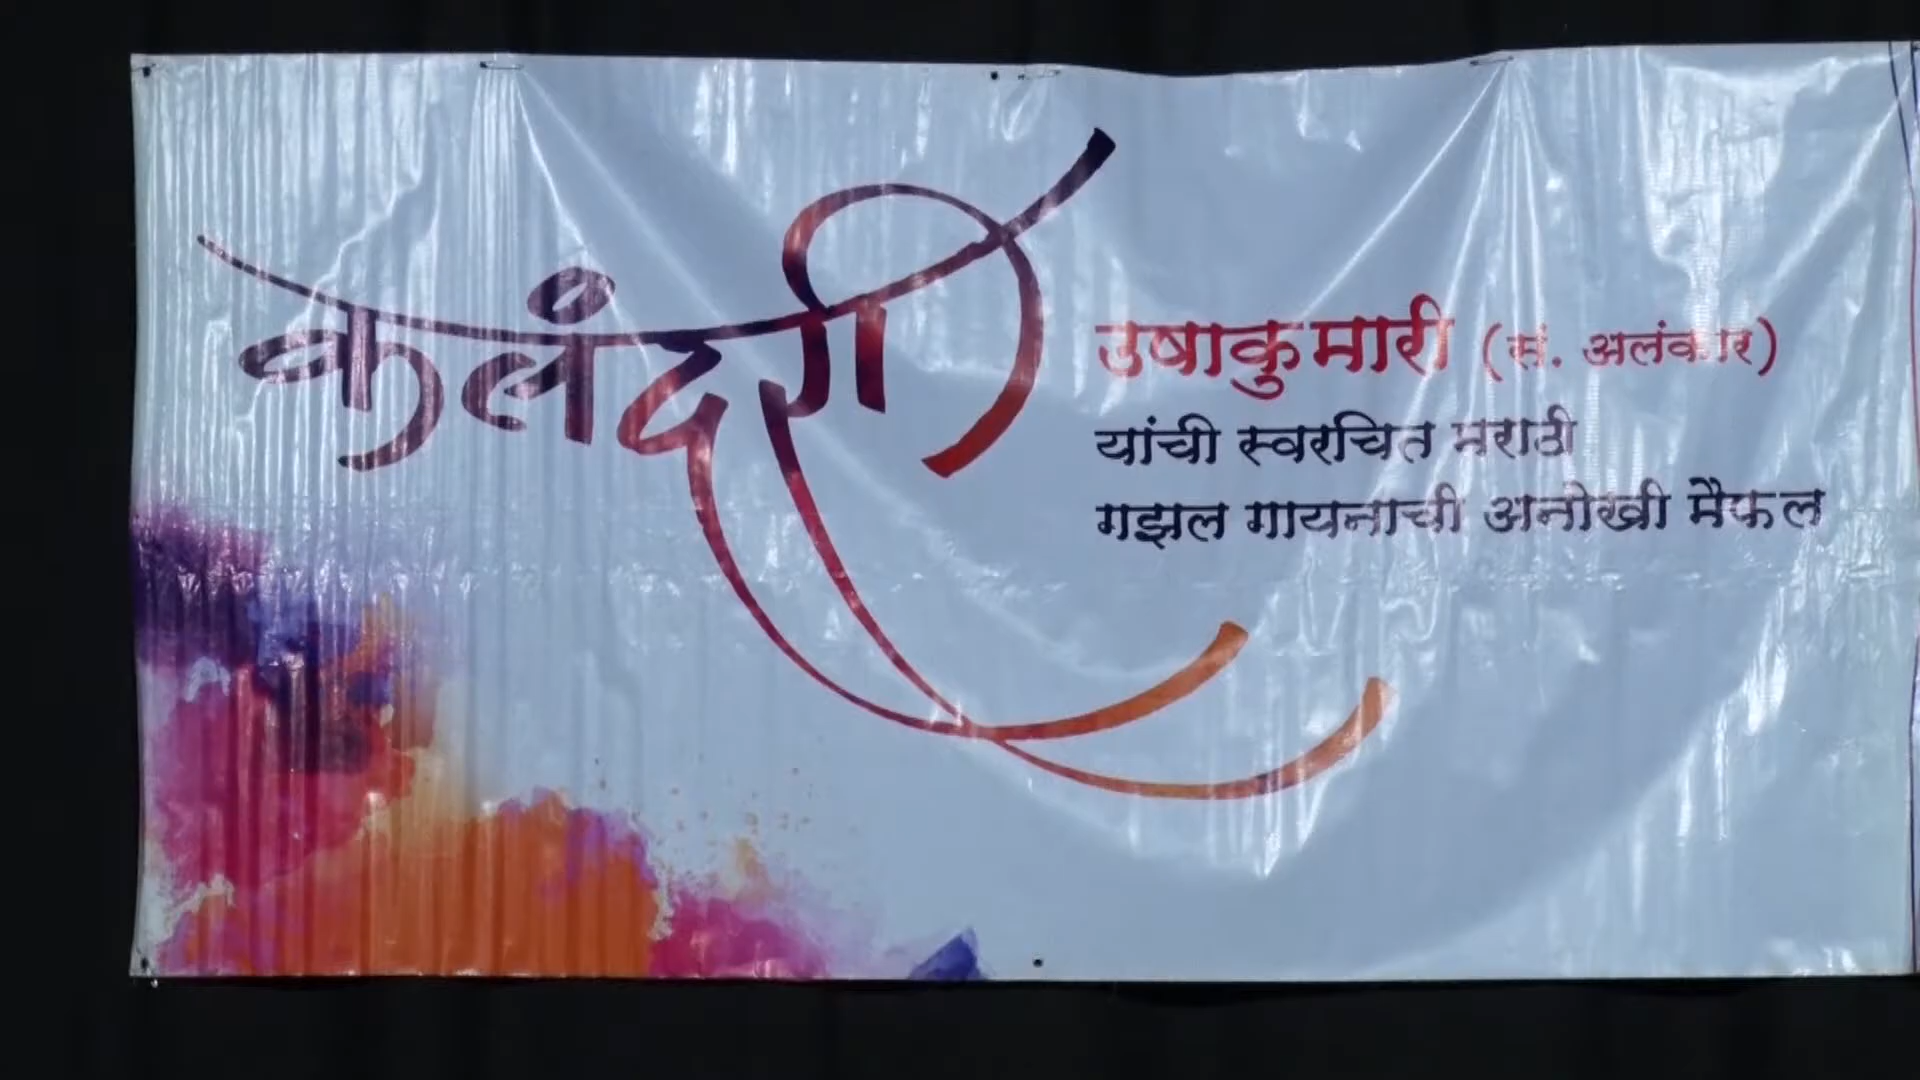 कलंदरी
उषाकुमारी (सं. अलंकार)
यांची स्वरचित मराठी
गझल गायनाची अनोखी मैफल